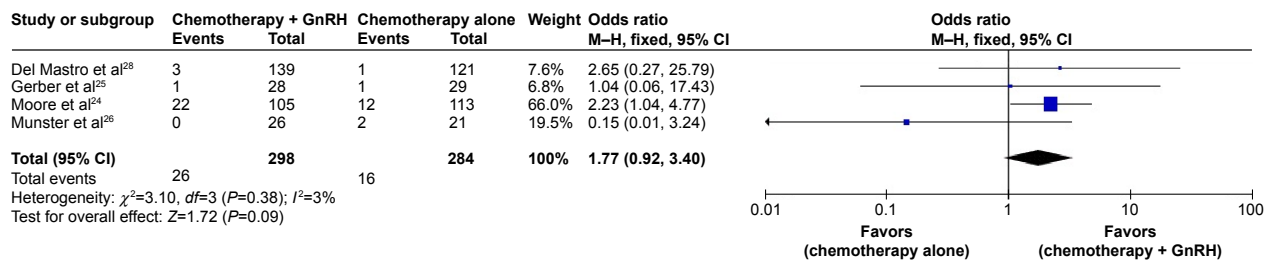 Study or subgroup Chemotherapy + GnRH Chemotherapy alone Weight Odds ratio Odds ratio
Events Total Events Total M–H, fixed, 95% CI M–H, fixed, 95% CI
Del Mastro et al²⁸ 3 139 1 121 7.6% 2.65 (0.27, 25.79)
Gerber et al²⁵ 1 28 1 29 6.8% 1.04 (0.06, 17.43)
Moore et al²⁴ 22 105 12 113 66.0% 2.23 (1.04, 4.77)
Munster et al²⁶ 0 26 2 21 19.5% 0.15 (0.01, 3.24)
Total (95% CI) 298 284 100% 1.77 (0.92, 3.40)
Total events 26 16
Heterogeneity: χ²=3.10, df=3 (P=0.38); I²=3%
Test for overall effect: Z=1.72 (P=0.09)
0.01 0.1 1 10 100
Favors Favors
(chemotherapy alone) (chemotherapy + GnRH)